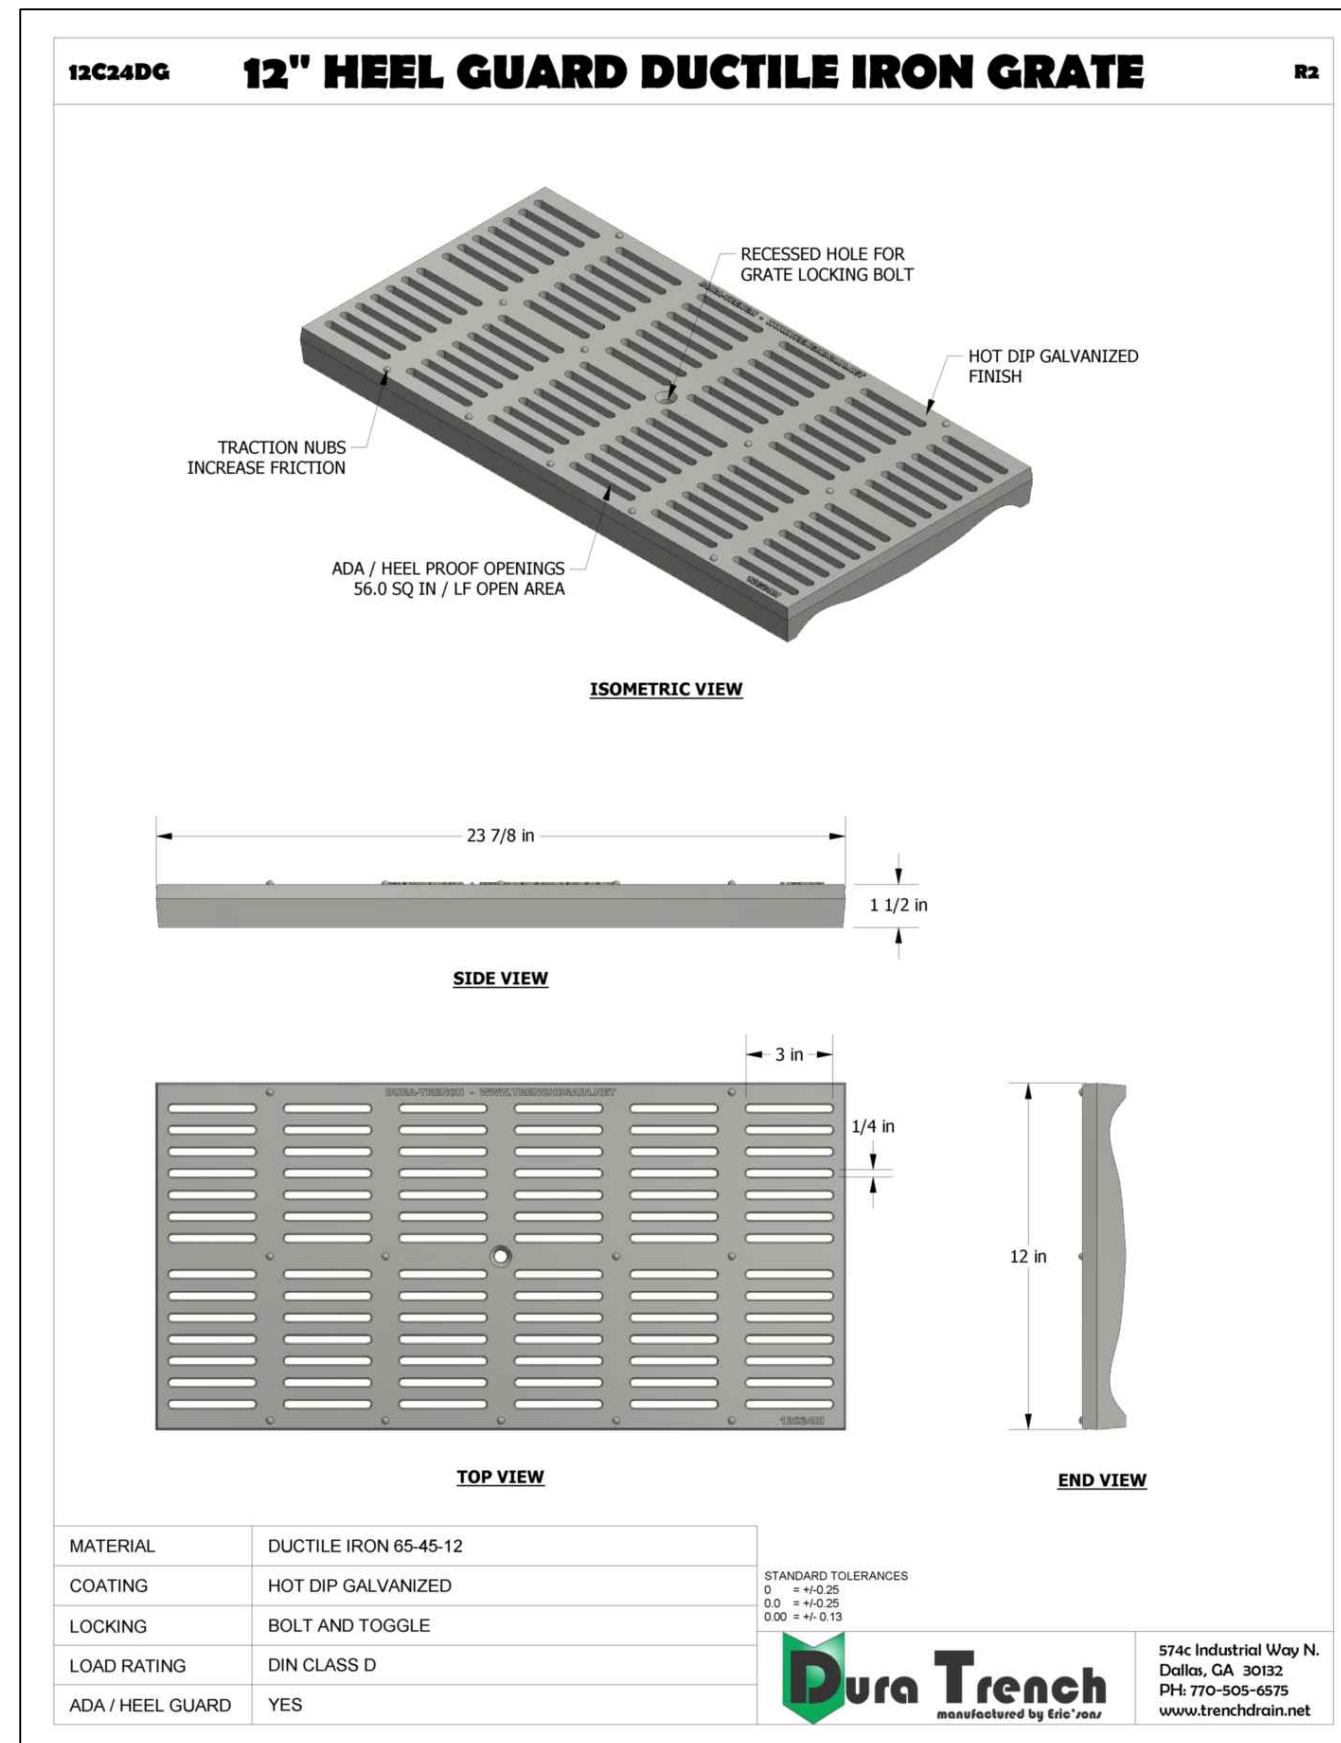 12C24DG
12" HEEL GUARD DUCTILE IRON GRATE
R2
RECESSED HOLE FOR
GRATE LOCKING BOLT
HOT DIP GALVANIZED
FINISH
TRACTION NUBS
INCREASE FRICTION
ADA / HEEL PROOF OPENINGS
56.0 SQ IN / LF OPEN AREA
ISOMETRIC VIEW
23 7/8 in
1 1/2 in
SIDE VIEW
3 in
DURA-TRENCH - WWW.TRENCHDRAIN.NET
1/4 in
12 in
TOP VIEW
END VIEW
MATERIAL DUCTILE IRON 65-45-12
COATING HOT DIP GALVANIZED
LOCKING BOLT AND TOGGLE
LOAD RATING DIN CLASS D
ADA / HEEL GUARD YES
STANDARD TOLERANCES
0 = +/-0.25
0.0 = +/-0.25
0.00 = +/- 0.13
Dura Trench
manufactured by Eric'sons
574c Industrial Way N.
Dallas, GA 30132
PH: 770-505-6575
www.trenchdrain.net